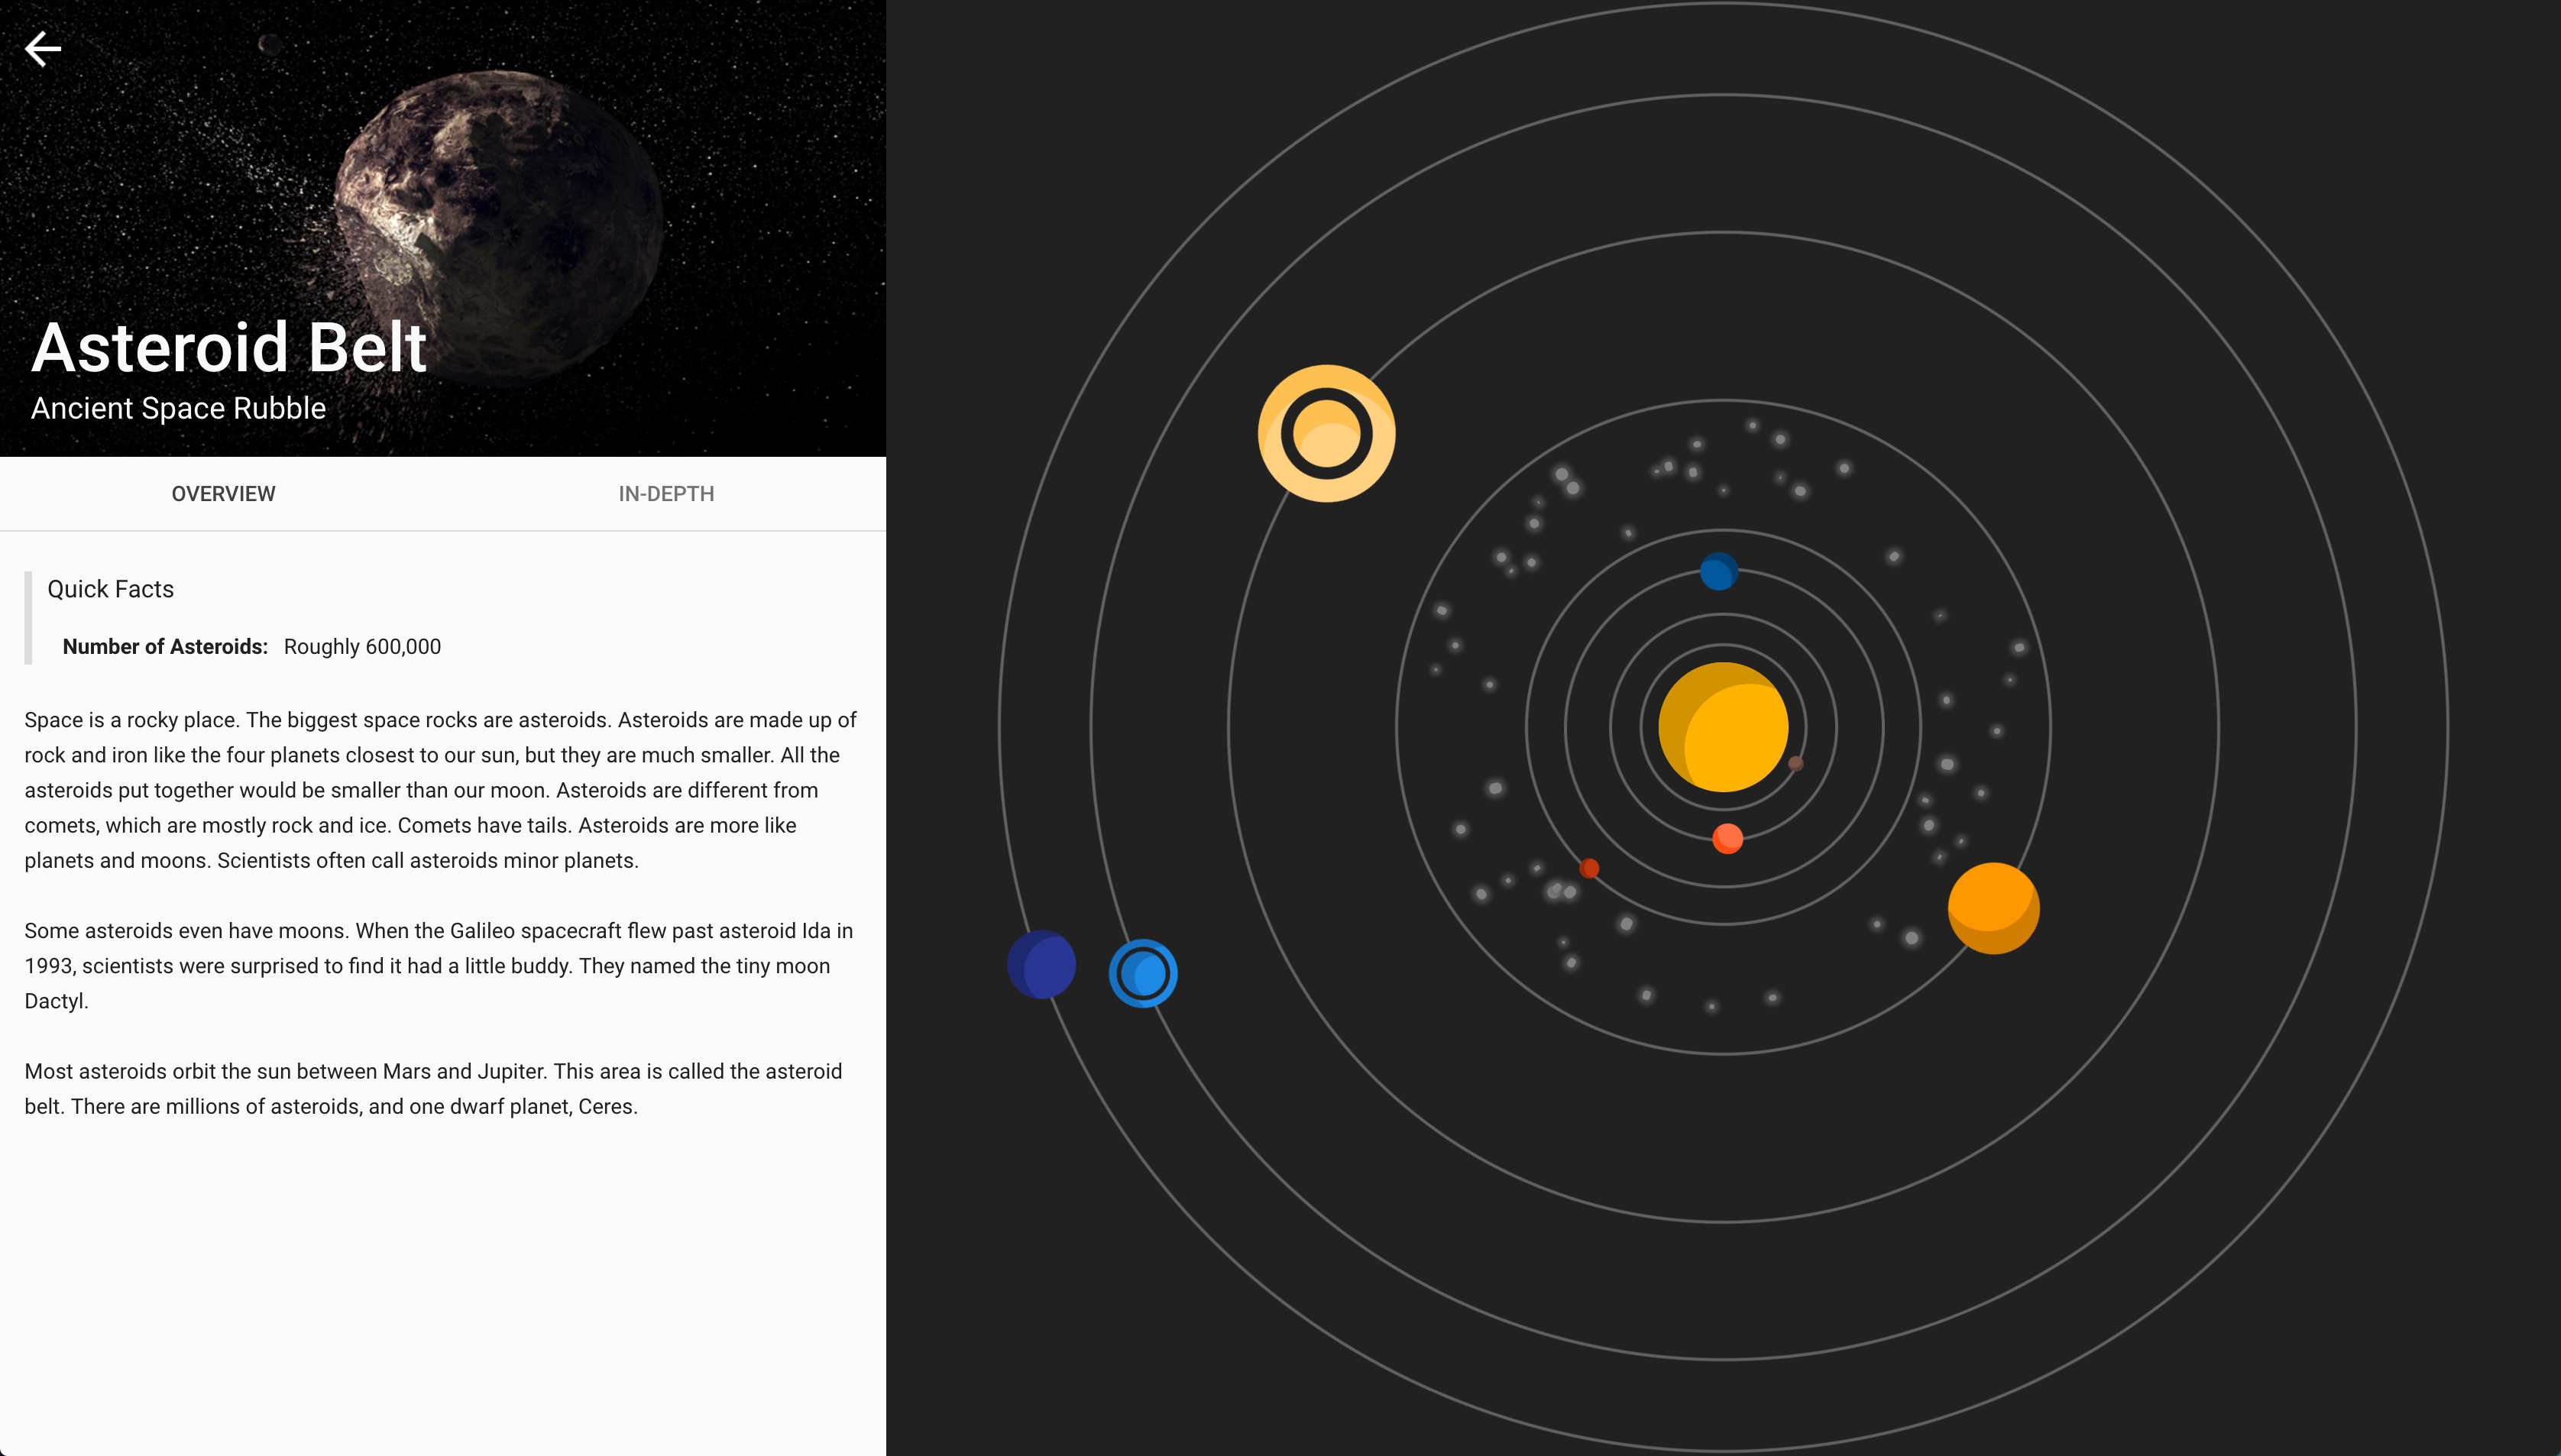 Asteroid Belt
Ancient Space Rubble
OVERVIEW
IN-DEPTH
Quick Facts
Number of Asteroids: Roughly 600,000
Space is a rocky place. The biggest space rocks are asteroids. Asteroids are made up of
rock and iron like the four planets closest to our sun, but they are much smaller. All the
asteroids put together would be smaller than our moon. Asteroids are different from
comets, which are mostly rock and ice. Comets have tails. Asteroids are more like
planets and moons. Scientists often call asteroids minor planets.
Some asteroids even have moons. When the Galileo spacecraft flew past asteroid Ida in
1993, scientists were surprised to find it had a little buddy. They named the tiny moon
Dactyl.
Most asteroids orbit the sun between Mars and Jupiter. This area is called the asteroid
belt. There are millions of asteroids, and one dwarf planet, Ceres.